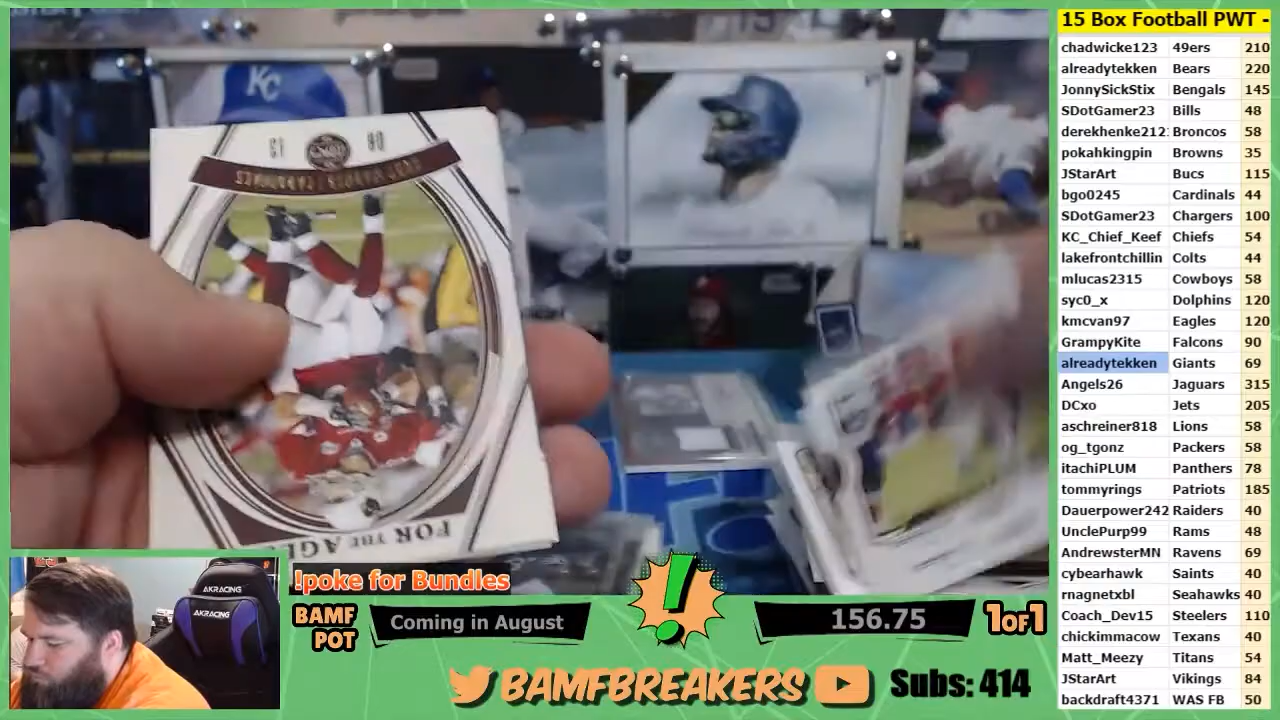 15 Box Football PWT -
chadwicke123 49ers 210
alreadytekken Bears 220
JonnySickStix Bengals 145
SDotGamer23 Bills 48
derekhenke212 Broncos 58
pokahkingpin Browns 35
JStarArt Bucs 115
bgo0245 Cardinals 44
SDotGamer23 Chargers 100
KC_Chief_Keef Chiefs 54
lakefrontchillin Colts 44
mlucas2315 Cowboys 58
syc0_x Dolphins 120
kmcvan97 Eagles 120
GrampyKite Falcons 90
alreadytekken Giants 69
Angels26 Jaguars 315
DCxo Jets 205
aschreiner818 Lions 58
og_tgonz Packers 58
itachiPLUM Panthers 78
tommyrings Patriots 185
Dauerpower242 Raiders 40
UnclePurp99 Rams 48
AndrewsterMN Ravens 69
cybearhawk Saints 40
rnagnetxbl Seahawks 40
Coach_Dev15 Steelers 110
chickimmacow Texans 40
Matt_Meezy Titans 54
JStarArt Vikings 84
backdraft4371 WAS FB 50
KC
FOR THE AGES
AKRACING
AKRACING
!poke for Bundles
BAMF POT
Coming in August
!
156.75
1OF1
BAMFBREAKERS
Subs: 414